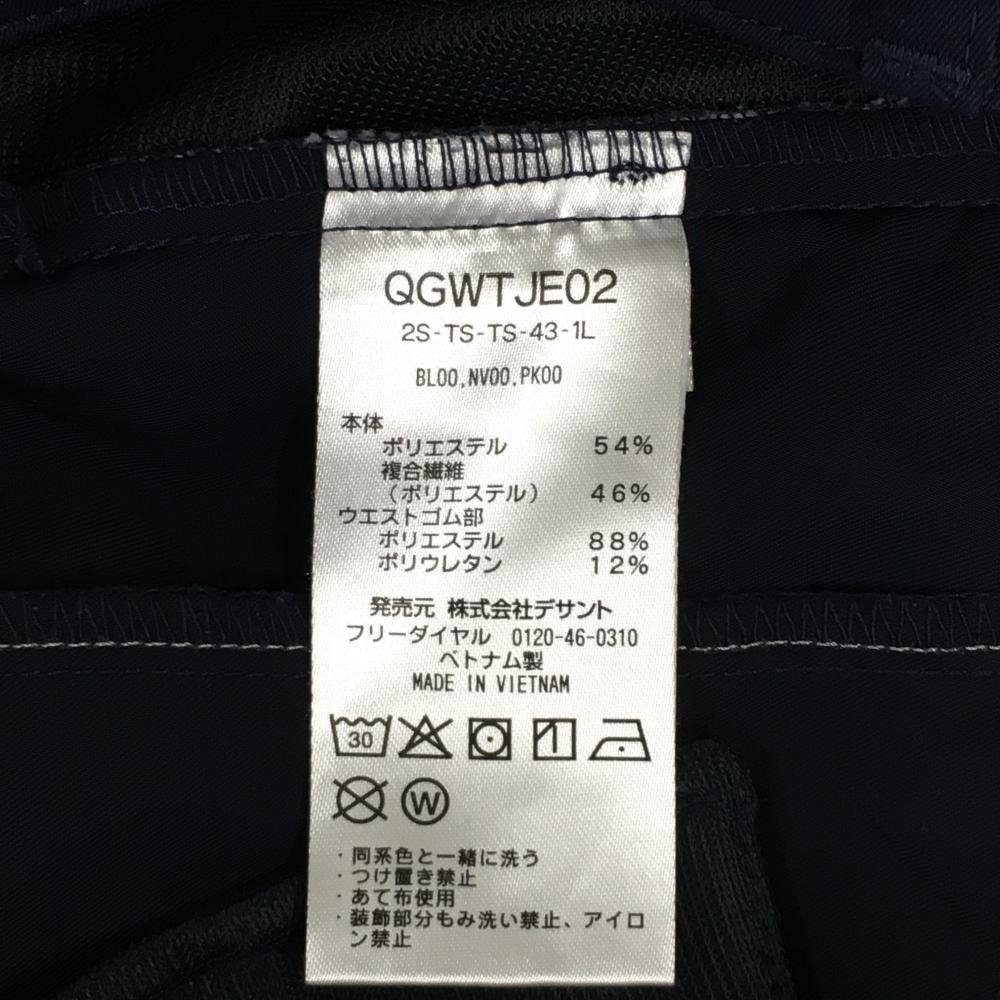 QGWTJE02
2S-TS-TS-43-1L
BL00,NV00,PK00
本体
ポリエステル 54%
複合繊維
(ポリエステル) 46%
ウエストゴム部
ポリエステル 88%
ポリウレタン 12%
発売元 株式会社デサント
フリーダイヤル 0120-46-0310
ベトナム製
MADE IN VIETNAM
30
W
・同系色と一緒に洗う
・つけ置き禁止
・あて布使用
・装飾部分もみ洗い禁止、アイロ
ン禁止